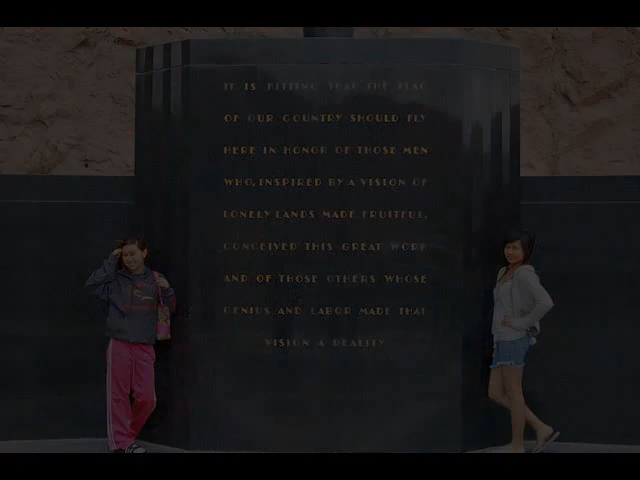 IT IS FITTING THAT THE FLAG
OF OUR COUNTRY SHOULD FLY
HERE IN HONOR OF THOSE MEN
WHO, INSPIRED BY A VISION OF
LONELY LANDS MADE FRUITFUL,
CONCEIVED THIS GREAT WORK
AND OF THOSE OTHERS WHOSE
GENIUS AND LABOR MADE THAT
VISION A REALITY